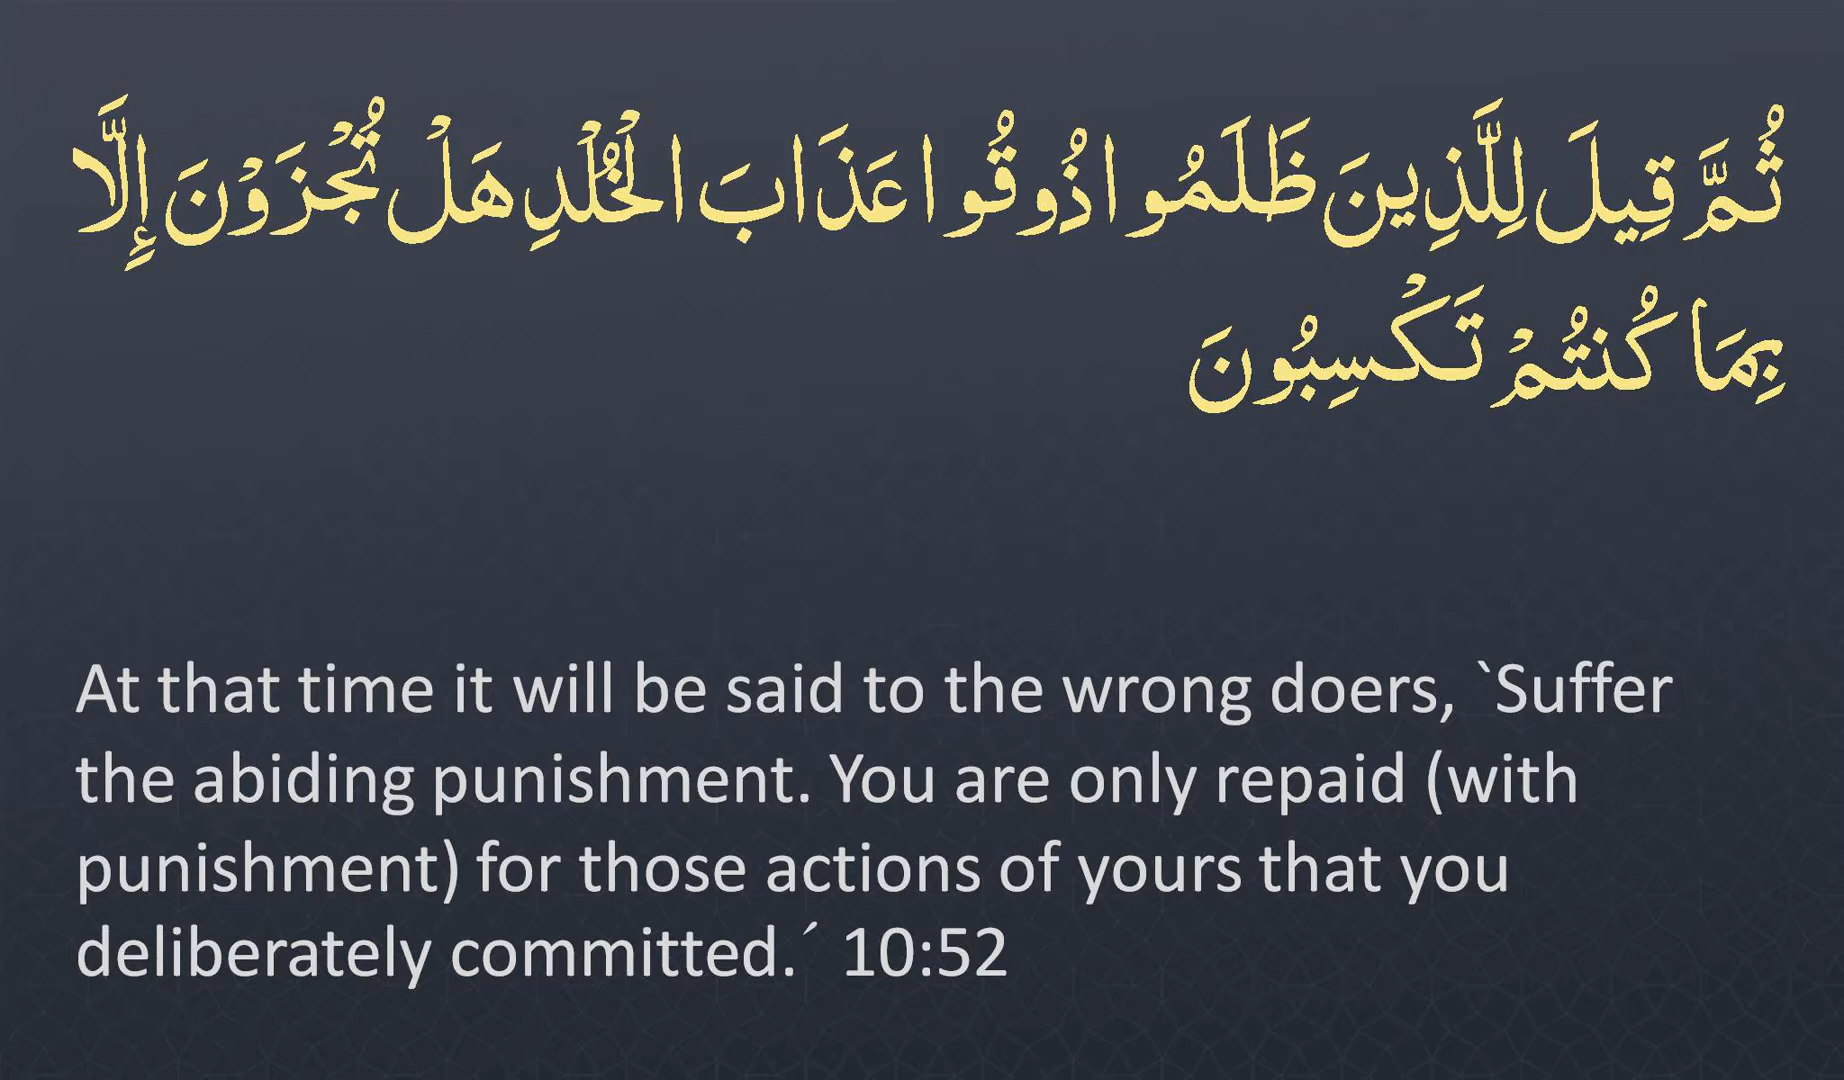 ثُمَّ قِيلَ لِلَّذِينَ ظَلَمُوا ذُوقُوا عَذَابَ الْخُلْدِ هَلْ تُجْزَوْنَ إِلَّا
بِمَا كُنتُمْ تَكْسِبُونَ
At that time it will be said to the wrong doers, `Suffer
the abiding punishment. You are only repaid (with
punishment) for those actions of yours that you
deliberately committed.´ 10:52